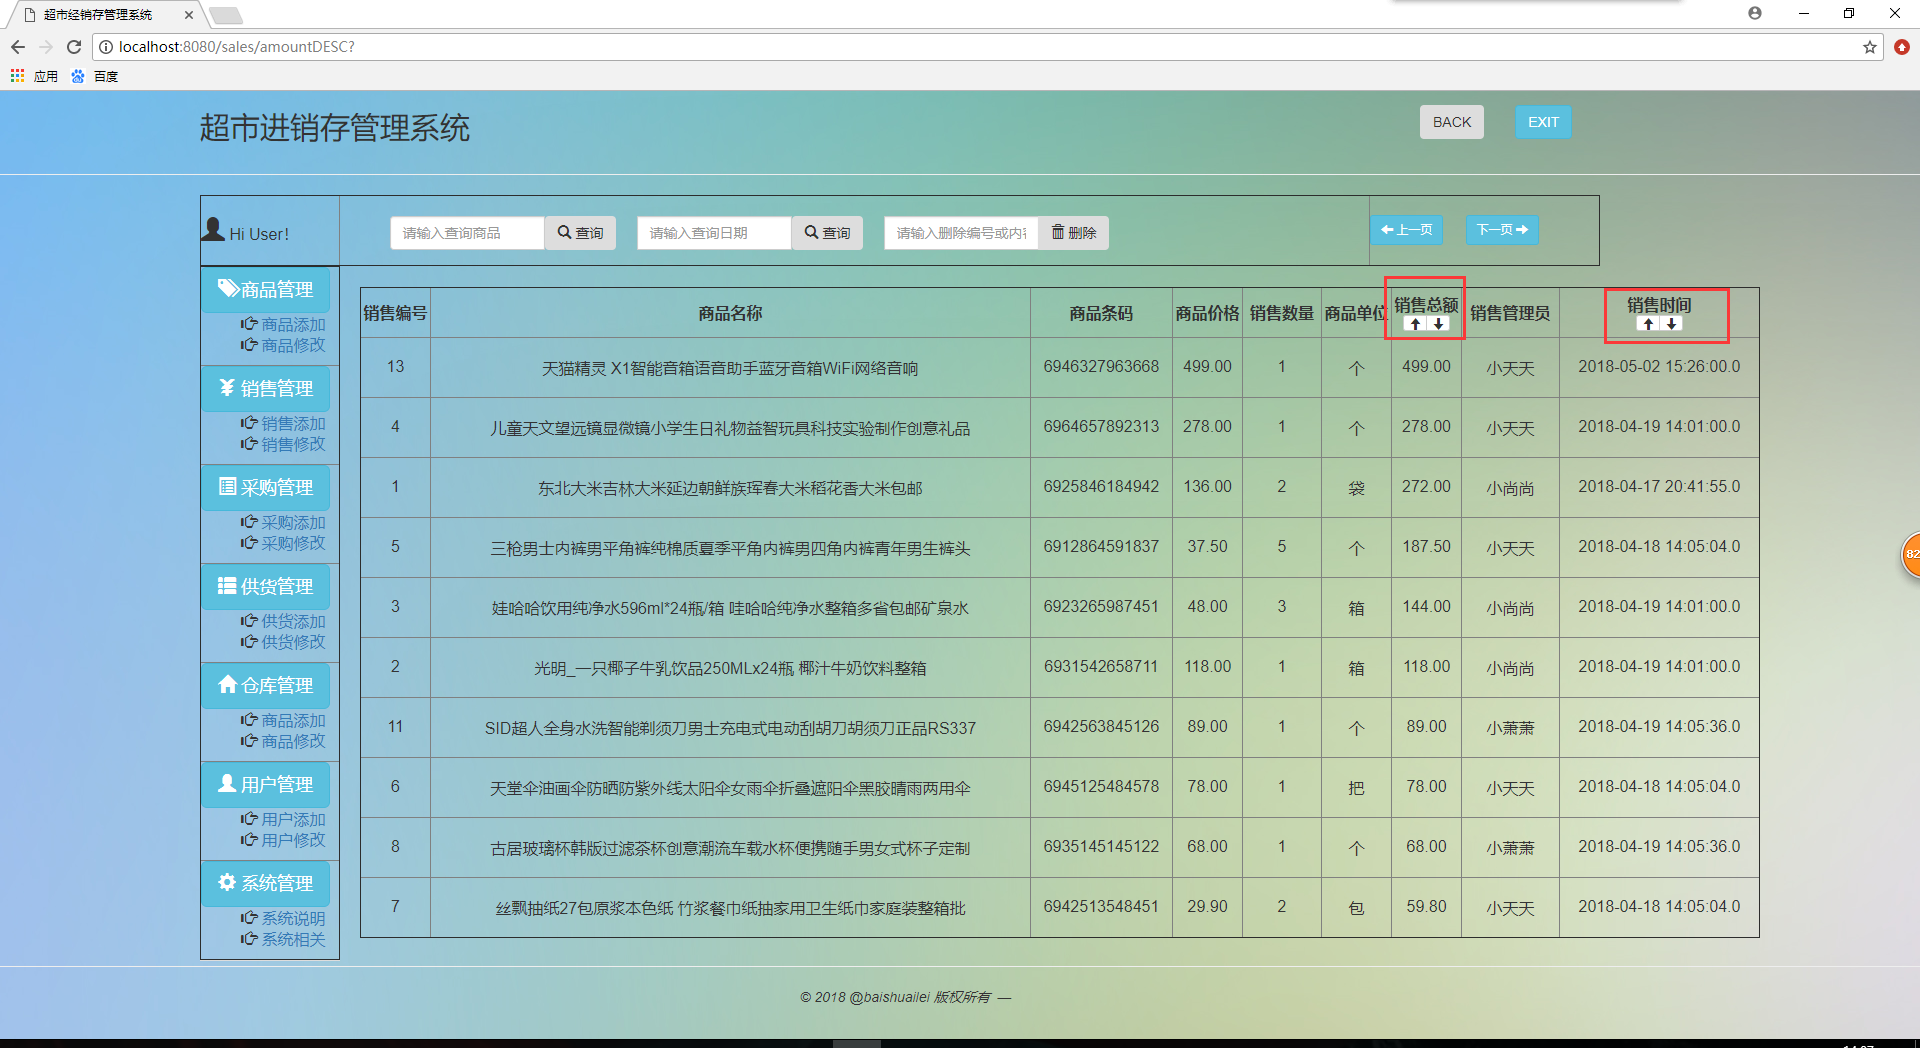 超市经销存管理系统
localhost:8080/sales/amountDESC?
应用 百度
超市进销存管理系统
BACK EXIT
Hi User!
请输入查询商品 查询 请输入查询日期 查询 请输入删除编号或内容 删除 上一页 下一页
商品管理
商品添加
商品修改
销售管理
销售添加
销售修改
采购管理
采购添加
采购修改
供货管理
供货添加
供货修改
仓库管理
商品添加
商品修改
用户管理
用户添加
用户修改
系统管理
系统说明
系统相关
销售编号 商品名称 商品条码 商品价格 销售数量 商品单位 销售总额 销售管理员 销售时间
13 天猫精灵 X1智能音箱语音助手蓝牙音箱WiFi网络音响 6946327963668 499.00 1 个 499.00 小天天 2018-05-02 15:26:00.0
4 儿童天文望远镜显微镜小学生日礼物益智玩具科技实验制作创意礼品 6964657892313 278.00 1 个 278.00 小天天 2018-04-19 14:01:00.0
1 东北大米吉林大米延边朝鲜族珲春大米稻花香大米包邮 6925846184942 136.00 2 袋 272.00 小尚尚 2018-04-17 20:41:55.0
5 三枪男士内裤男平角裤纯棉质夏季平角内裤男四角内裤青年男生裤头 6912864591837 37.50 5 个 187.50 小天天 2018-04-18 14:05:04.0
3 娃哈哈饮用纯净水596ml*24瓶/箱 哇哈哈纯净水整箱多省包邮矿泉水 6923265987451 48.00 3 箱 144.00 小尚尚 2018-04-19 14:01:00.0
2 光明_一只椰子牛乳饮品250MLx24瓶 椰汁牛奶饮料整箱 6931542658711 118.00 1 箱 118.00 小尚尚 2018-04-19 14:01:00.0
11 SID超人全身水洗智能剃须刀男士充电式电动刮胡刀胡须刀正品RS337 6942563845126 89.00 1 个 89.00 小萧萧 2018-04-19 14:05:36.0
6 天堂伞油画伞防晒防紫外线太阳伞女雨伞折叠遮阳伞黑胶晴雨两用伞 6945125484578 78.00 1 把 78.00 小天天 2018-04-18 14:05:04.0
8 古居玻璃杯韩版过滤茶杯创意潮流车载水杯便携随手男女式杯子定制 6935145145122 68.00 1 个 68.00 小萧萧 2018-04-19 14:05:36.0
7 丝飘抽纸27包原浆本色纸 竹浆餐巾纸抽家用卫生纸巾家庭装整箱批 6942513548451 29.90 2 包 59.80 小天天 2018-04-18 14:05:04.0
82
© 2018 @baishuailei 版权所有 —